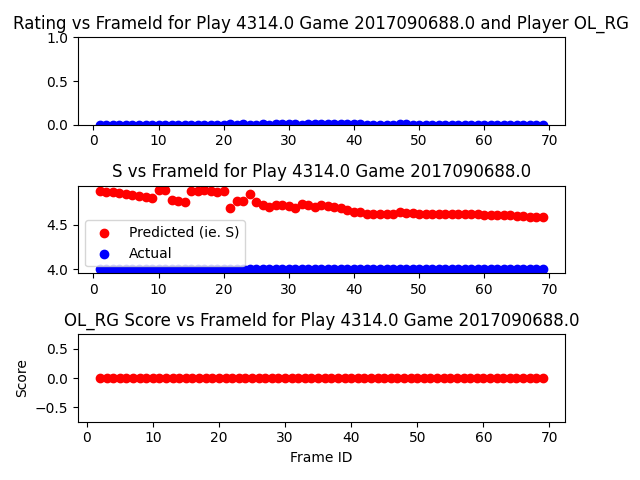 Rating vs FrameId for Play 4314.0 Game 2017090688.0 and Player OL_RG
1.0
0.5
0.0
0 10 20 30 40 50 60 70
S vs FrameId for Play 4314.0 Game 2017090688.0
4.5
4.0
Predicted (ie. S)
Actual
0 10 20 30 40 50 60 70
OL_RG Score vs FrameId for Play 4314.0 Game 2017090688.0
Score
0.5
0.0
−0.5
0 10 20 30 40 50 60 70
Frame ID